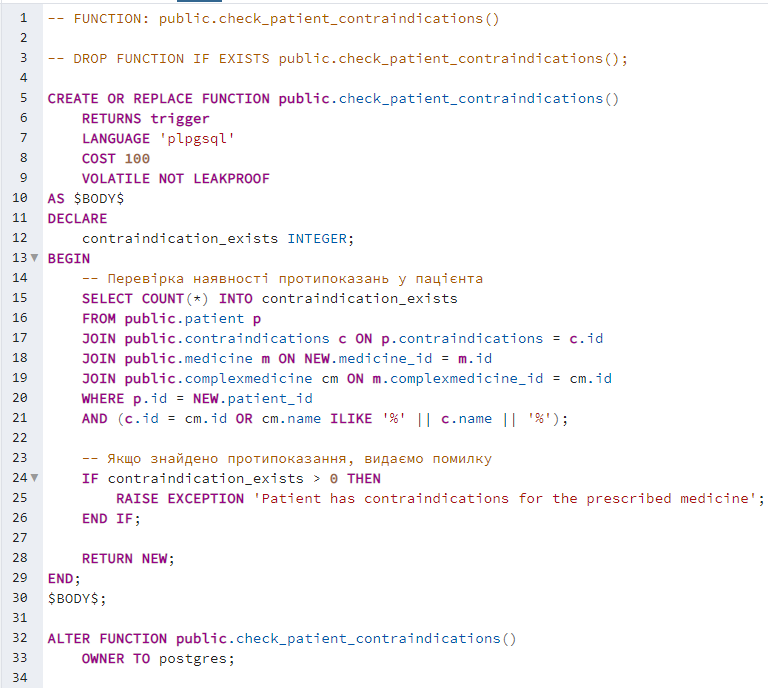 1 -- FUNCTION: public.check_patient_contraindications()
2
3 -- DROP FUNCTION IF EXISTS public.check_patient_contraindications();
4
5 CREATE OR REPLACE FUNCTION public.check_patient_contraindications()
6     RETURNS trigger
7     LANGUAGE 'plpgsql'
8     COST 100
9     VOLATILE NOT LEAKPROOF
10 AS $BODY$
11 DECLARE
12     contraindication_exists INTEGER;
13 BEGIN
14     -- Перевірка наявності протипоказань у пацієнта
15     SELECT COUNT(*) INTO contraindication_exists
16     FROM public.patient p
17     JOIN public.contraindications c ON p.contraindications = c.id
18     JOIN public.medicine m ON NEW.medicine_id = m.id
19     JOIN public.complexmedicine cm ON m.complexmedicine_id = cm.id
20     WHERE p.id = NEW.patient_id
21     AND (c.id = cm.id OR cm.name ILIKE '%' || c.name || '%');
22
23     -- Якщо знайдено протипоказання, видаємо помилку
24     IF contraindication_exists > 0 THEN
25         RAISE EXCEPTION 'Patient has contraindications for the prescribed medicine';
26     END IF;
27
28     RETURN NEW;
29 END;
30 $BODY$;
31
32 ALTER FUNCTION public.check_patient_contraindications()
33     OWNER TO postgres;
34